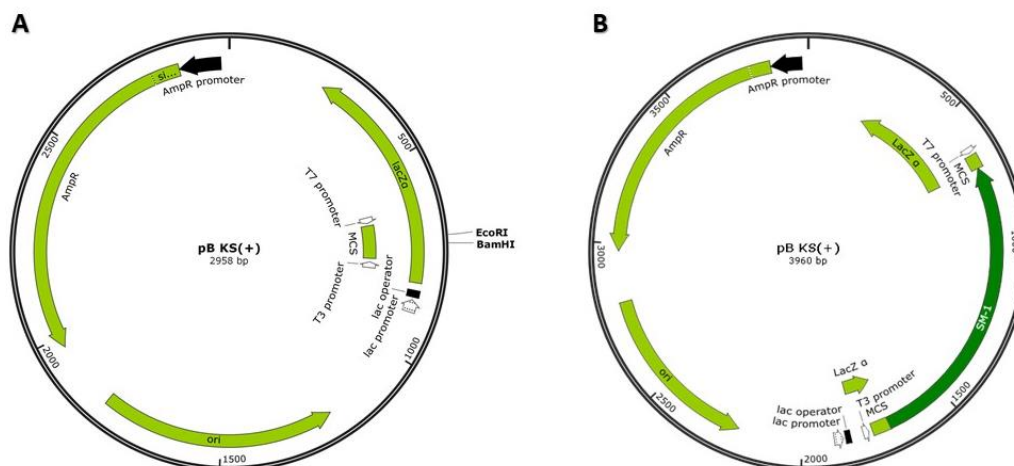 A
si...
AmpR promoter
500
2500
lacZα
T7 promoter
AmpR
MCS
EcoRI
BamHI
pB KS(+)
2958 bp
T3 promoter
lac operator
lac promoter
2000
1000
ori
1500
B
AmpR promoter
500
3500
LacZ α
T7 promoter
MCS
AmpR
1000
pB KS(+)
3960 bp
3000
SM-1
LacZ α
ori
T3 promoter
MCS
1500
2500
lac operator
lac promoter
2000